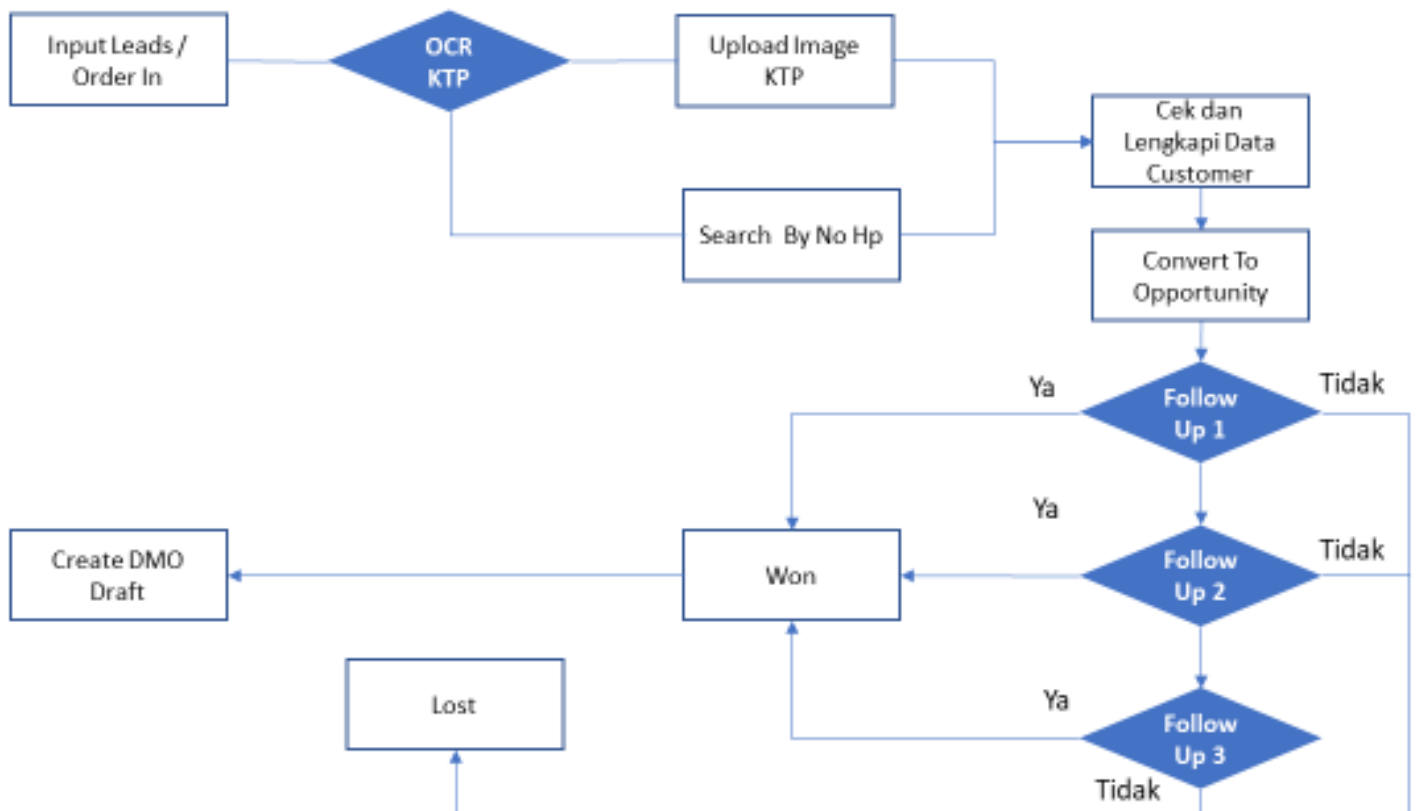 Input Leads /
Order In
OCR
KTP
Upload Image
KTP
Cek dan
Lengkapi Data
Customer
Search By No Hp
Convert To
Opportunity
Ya
Follow
Up 1
Tidak
Ya
Create DMO
Draft
Won
Follow
Up 2
Tidak
Lost
Ya
Follow
Up 3
Tidak